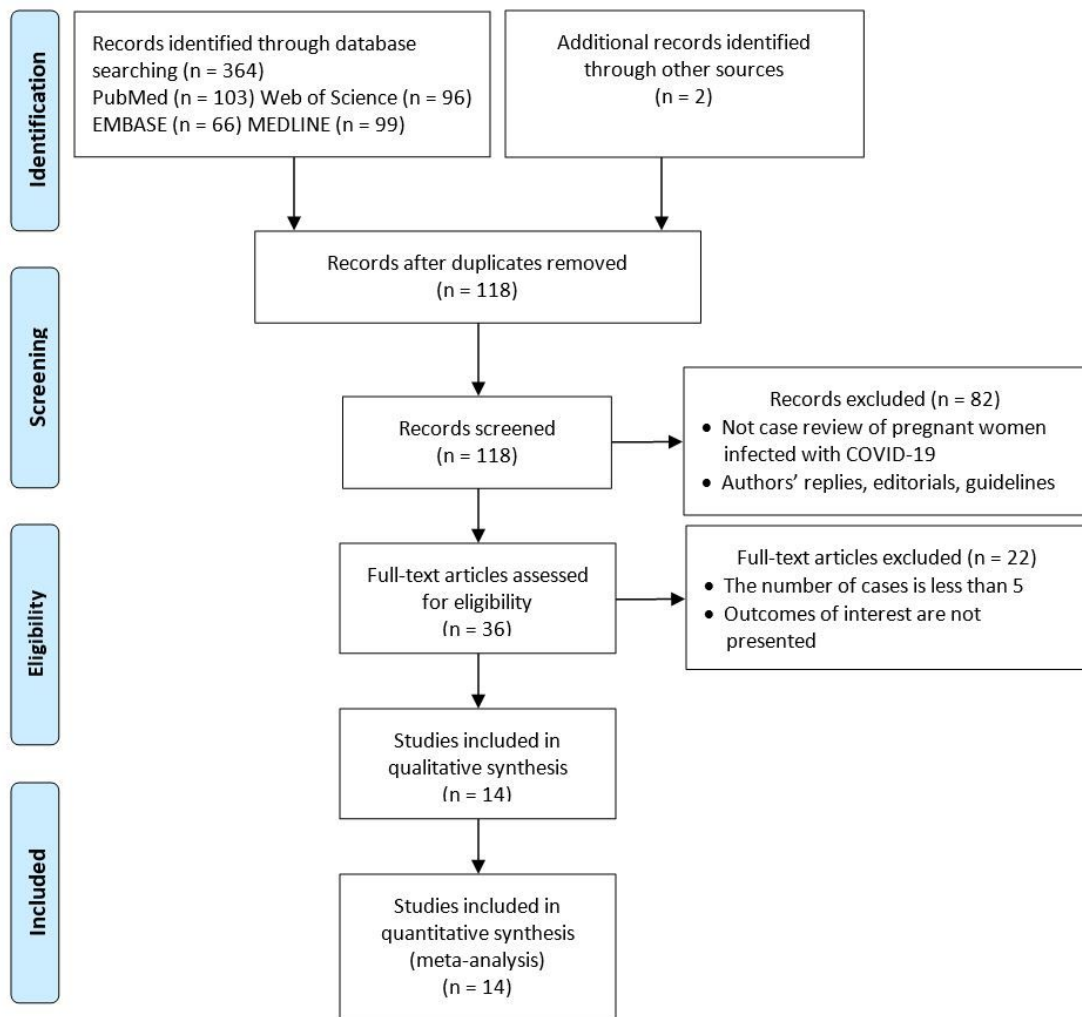 Identification
Records identified through database
searching (n = 364)
PubMed (n = 103) Web of Science (n = 96)
EMBASE (n = 66) MEDLINE (n = 99)
Additional records identified
through other sources
(n = 2)
Records after duplicates removed
(n = 118)
Screening
Records screened
(n = 118)
Records excluded (n = 82)
• Not case review of pregnant women
infected with COVID-19
• Authors’ replies, editorials, guidelines
Eligibility
Full-text articles assessed
for eligibility
(n = 36)
Full-text articles excluded (n = 22)
• The number of cases is less than 5
• Outcomes of interest are not
presented
Studies included in
qualitative synthesis
(n = 14)
Included
Studies included in
quantitative synthesis
(meta-analysis)
(n = 14)